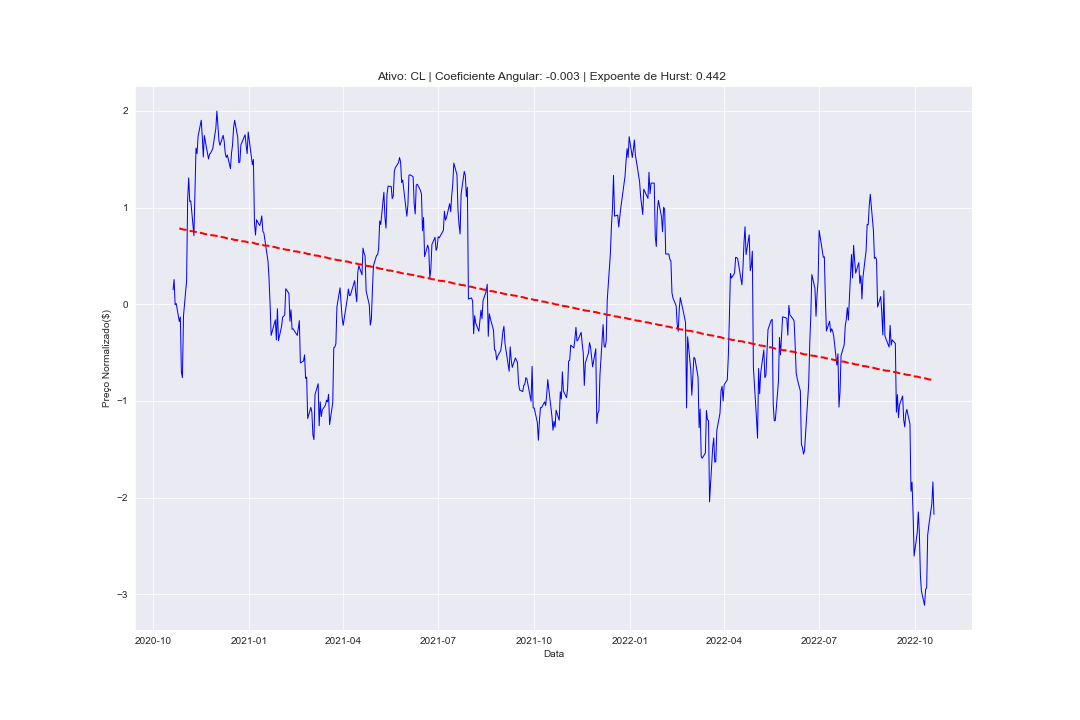 Ativo: CL | Coeficiente Angular: -0.003 | Expoente de Hurst: 0.442
Preço Normalizado($)
2
1
0
−1
−2
−3
2020-10 2021-01 2021-04 2021-07 2021-10 2022-01 2022-04 2022-07 2022-10
Data